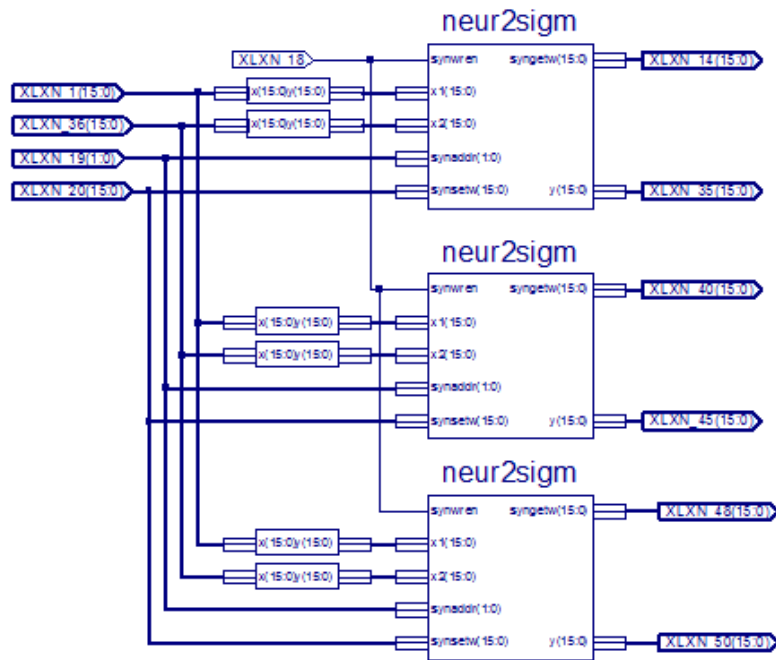 neur2sigm
XLXN_18
synwren
syngetw(15:0)
XLXN_14(15:0)
XLXN_1(15:0)
x(15:0)y(15:0)
x1(15:0)
XLXN_36(15:0)
x(15:0)y(15:0)
x2(15:0)
XLXN_19(1:0)
synaddr(1:0)
XLXN_20(15:0)
synsetw(15:0)
y(15:0)
XLXN_35(15:0)
neur2sigm
synwren
syngetw(15:0)
XLXN_40(15:0)
x(15:0)y(15:0)
x1(15:0)
x(15:0)y(15:0)
x2(15:0)
synaddr(1:0)
synsetw(15:0)
y(15:0)
XLXN_45(15:0)
neur2sigm
synwren
syngetw(15:0)
XLXN_48(15:0)
x(15:0)y(15:0)
x1(15:0)
x(15:0)y(15:0)
x2(15:0)
synaddr(1:0)
synsetw(15:0)
y(15:0)
XLXN_50(15:0)